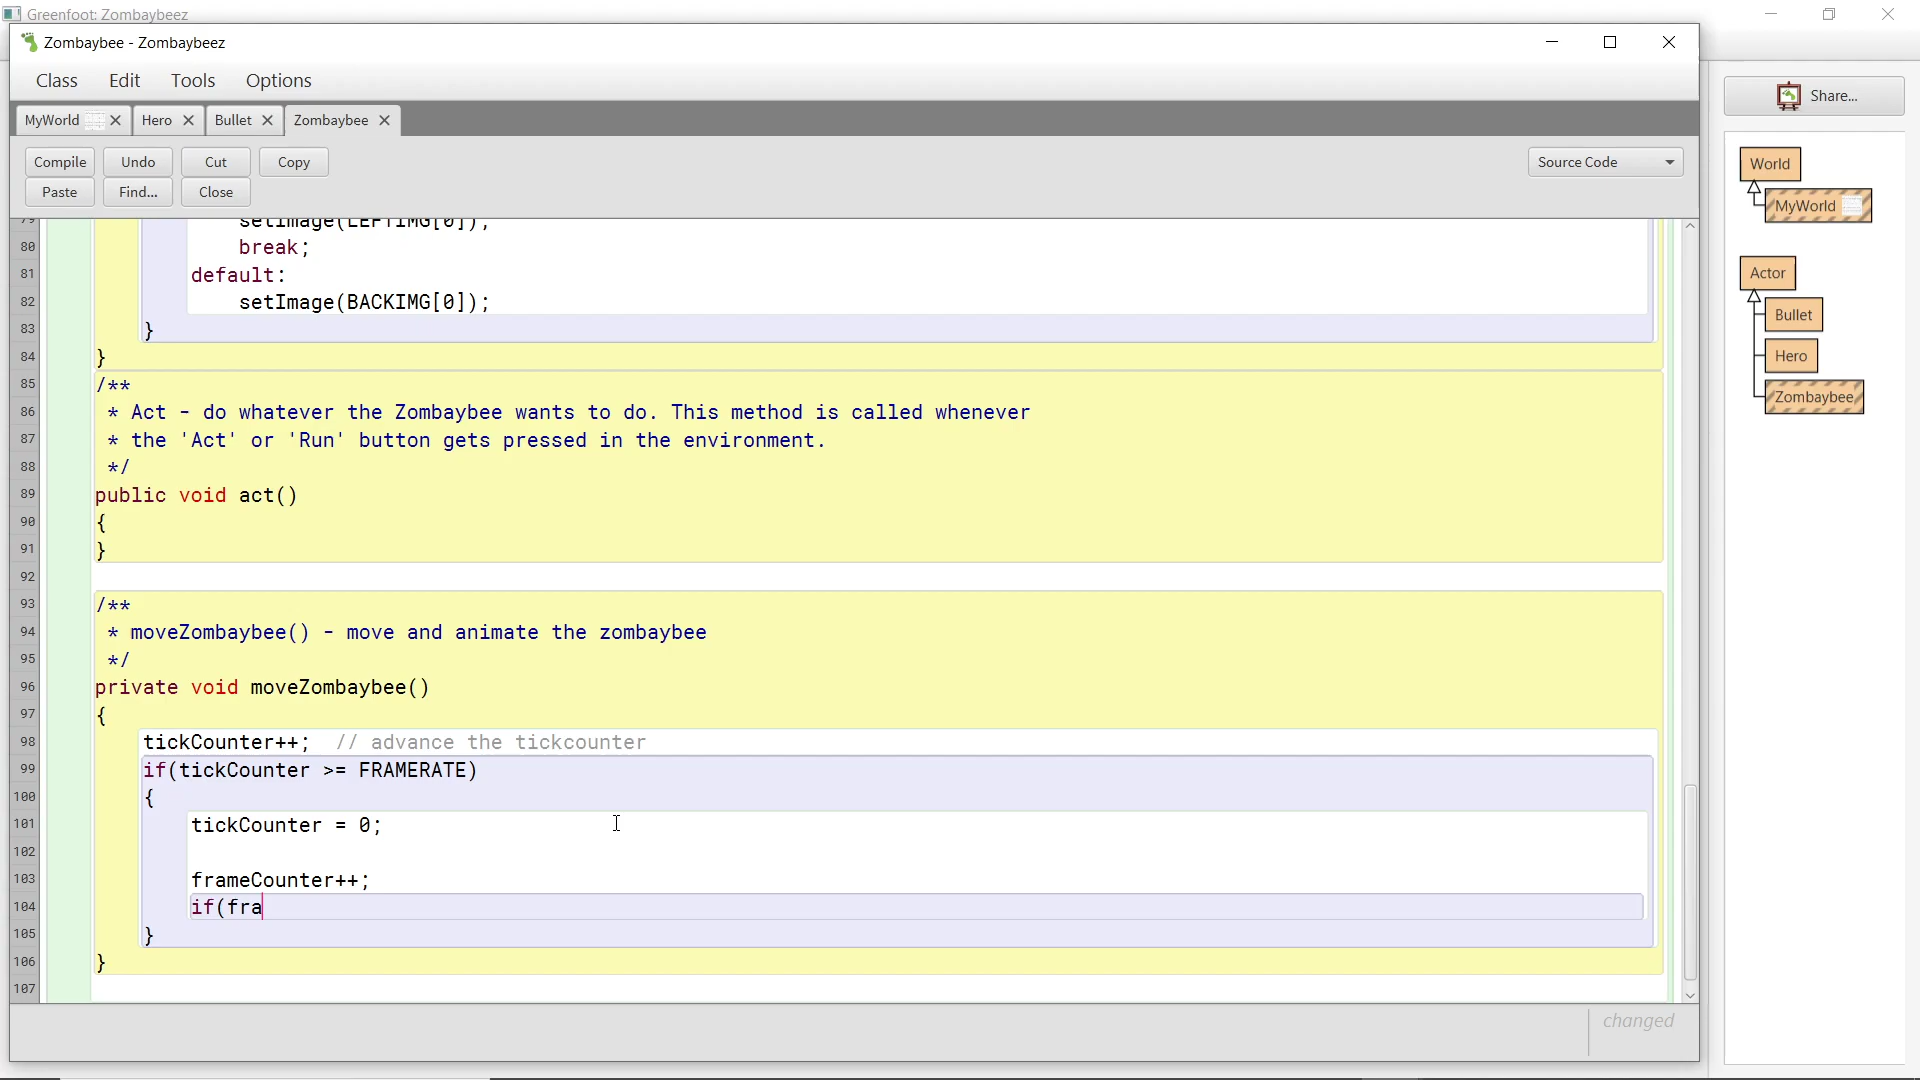 Greenfoot: Zombaybeez
Zombaybee - Zombaybeez
Class Edit Tools Options
MyWorld Hero Bullet Zombaybee
Compile Undo Cut Copy
Paste Find... Close
Source Code
Share...
World
MyWorld
Actor
Bullet
Hero
Zombaybee
79 setImage(LEFTIMG[0]);
80 break;
81 default:
82 setImage(BACKIMG[0]);
83 }
84 }
85 /**
86 * Act - do whatever the Zombaybee wants to do. This method is called whenever
87 * the 'Act' or 'Run' button gets pressed in the environment.
88 */
89 public void act()
90 {
91 }
92
93 /**
94 * moveZombaybee() - move and animate the zombaybee
95 */
96 private void moveZombaybee()
97 {
98 tickCounter++; // advance the tickcounter
99 if(tickCounter >= FRAMERATE)
100 {
101 tickCounter = 0;
102
103 frameCounter++;
104 if(fra
105 }
106 }
107
changed